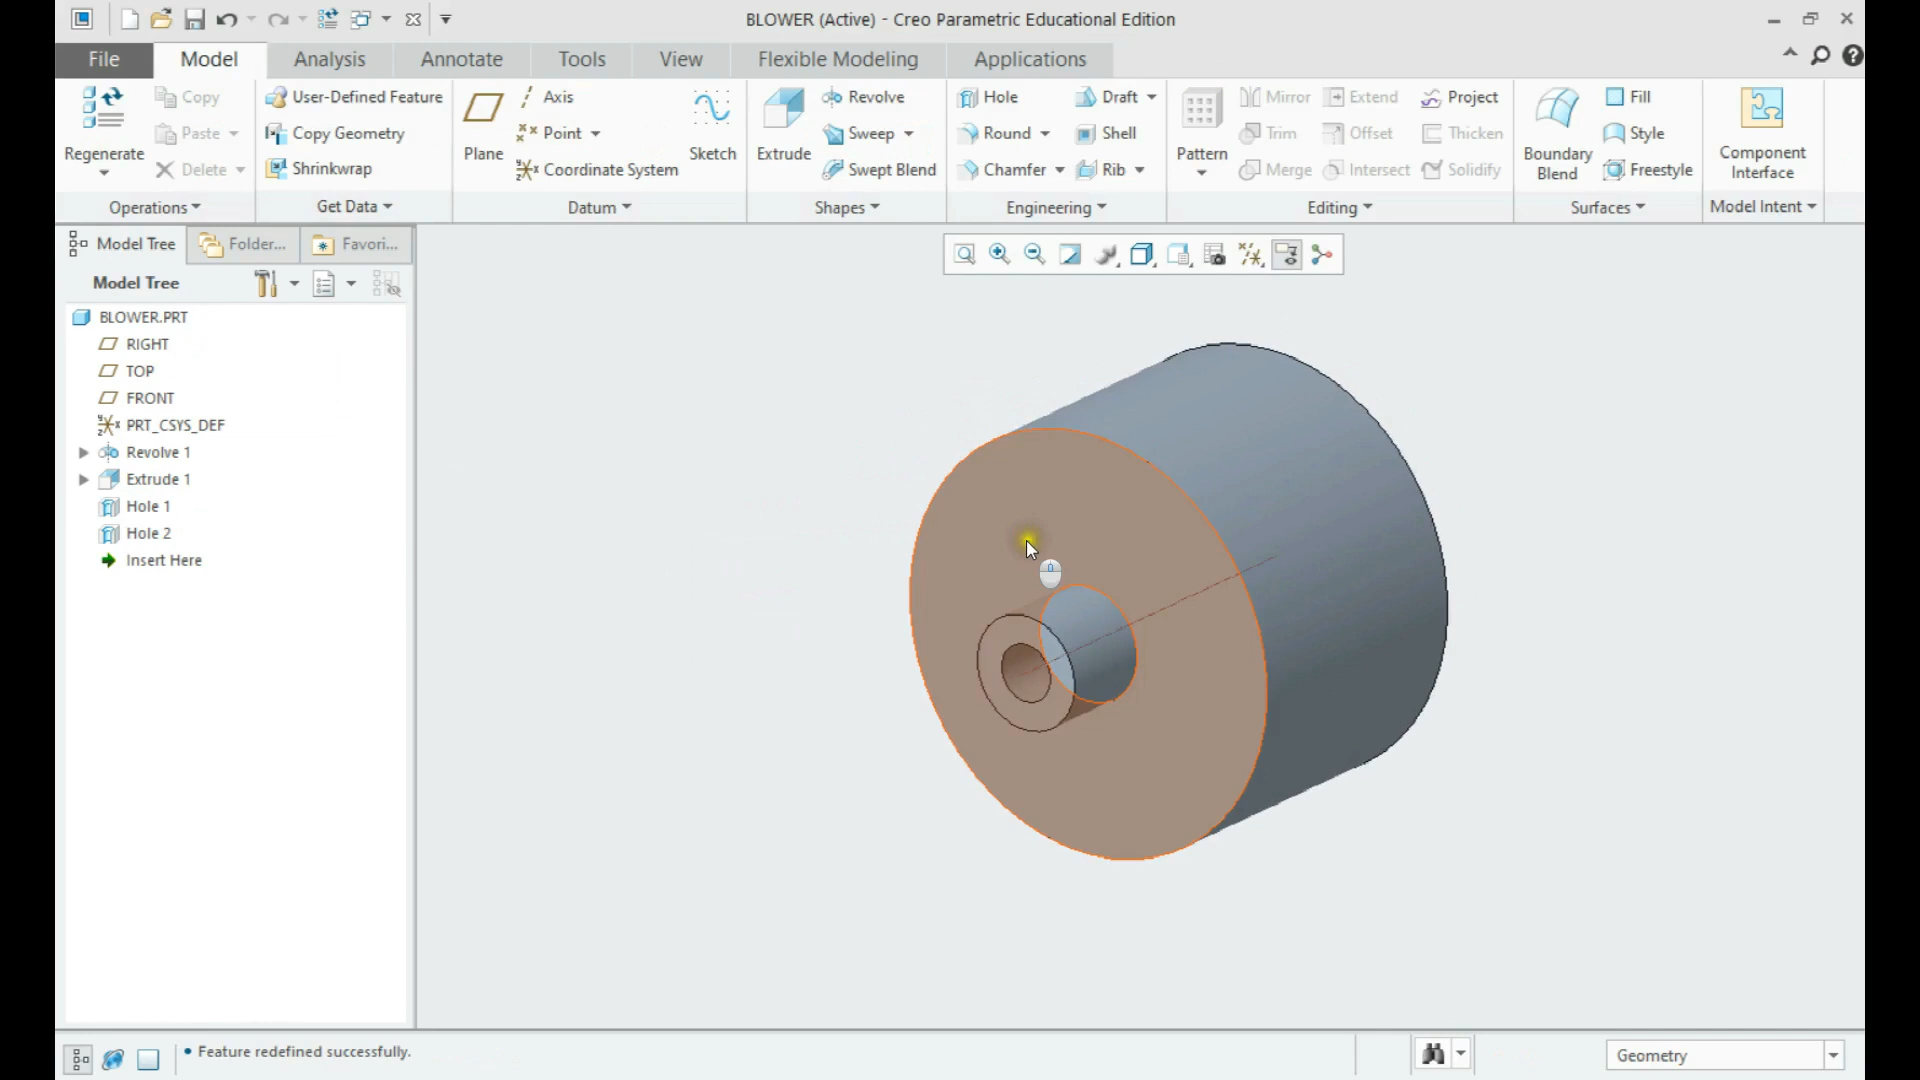 BLOWER (Active) - Creo Parametric Educational Edition
File Model Analysis Annotate Tools View Flexible Modeling Applications
Regenerate
Copy
Paste
Delete
Operations
User-Defined Feature
Copy Geometry
Shrinkwrap
Get Data
Plane
Axis
Point
Coordinate System
Sketch
Datum
Extrude
Revolve
Sweep
Swept Blend
Shapes
Hole
Round
Chamfer
Draft
Shell
Rib
Engineering
Pattern
Mirror
Trim
Merge
Extend
Offset
Intersect
Project
Thicken
Solidify
Editing
Boundary
Blend
Fill
Style
Freestyle
Surfaces
Component
Interface
Model Intent
Model Tree Folder... Favori...
Model Tree
BLOWER.PRT
RIGHT
TOP
FRONT
PRT_CSYS_DEF
Revolve 1
Extrude 1
Hole 1
Hole 2
Insert Here
• Feature redefined successfully.
Geometry